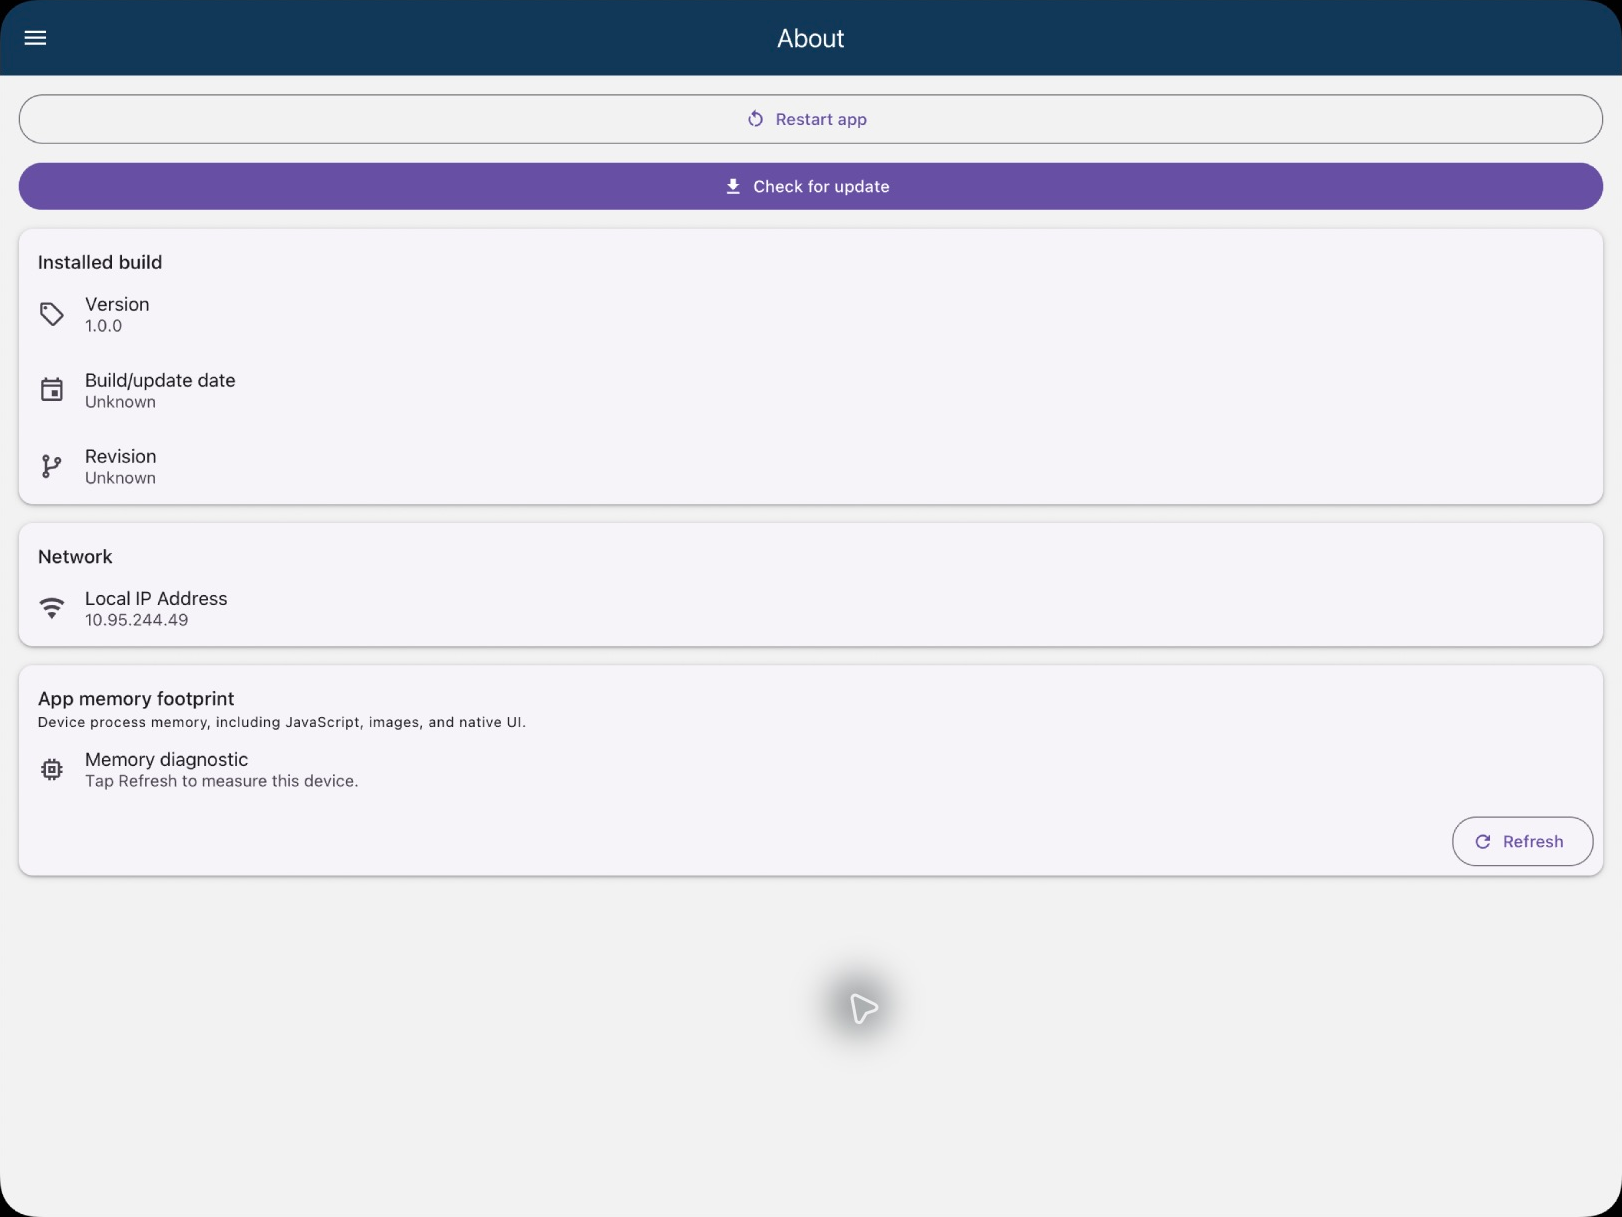 About
Restart app
Check for update
Installed build
Version
1.0.0
Build/update date
Unknown
Revision
Unknown
Network
Local IP Address
10.95.244.49
App memory footprint
Device process memory, including JavaScript, images, and native UI.
Memory diagnostic
Tap Refresh to measure this device.
Refresh